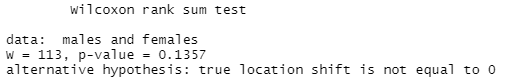 Wilcoxon rank sum test
data:  males and females
W = 113, p-value = 0.1357
alternative hypothesis: true location shift is not equal to 0